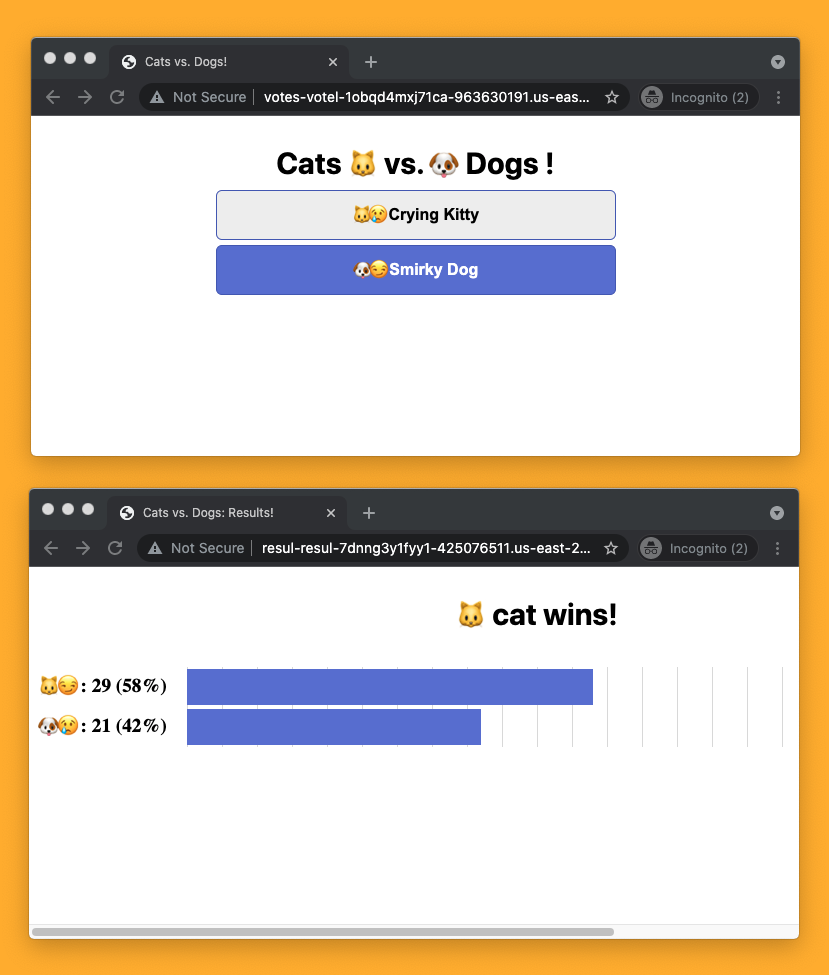 Cats vs. Dogs!
Not Secure votes-votel-1obqd4mxj71ca-963630191.us-eas... Incognito (2)
Cats 🐱 vs. 🐶 Dogs !
🐱😢Crying Kitty
🐶😏Smirky Dog
Cats vs. Dogs: Results!
Not Secure resul-resul-7dnng3y1fyy1-425076511.us-east-2... Incognito (2)
🐱 cat wins!
🐱😏: 29 (58%)
🐶😢: 21 (42%)